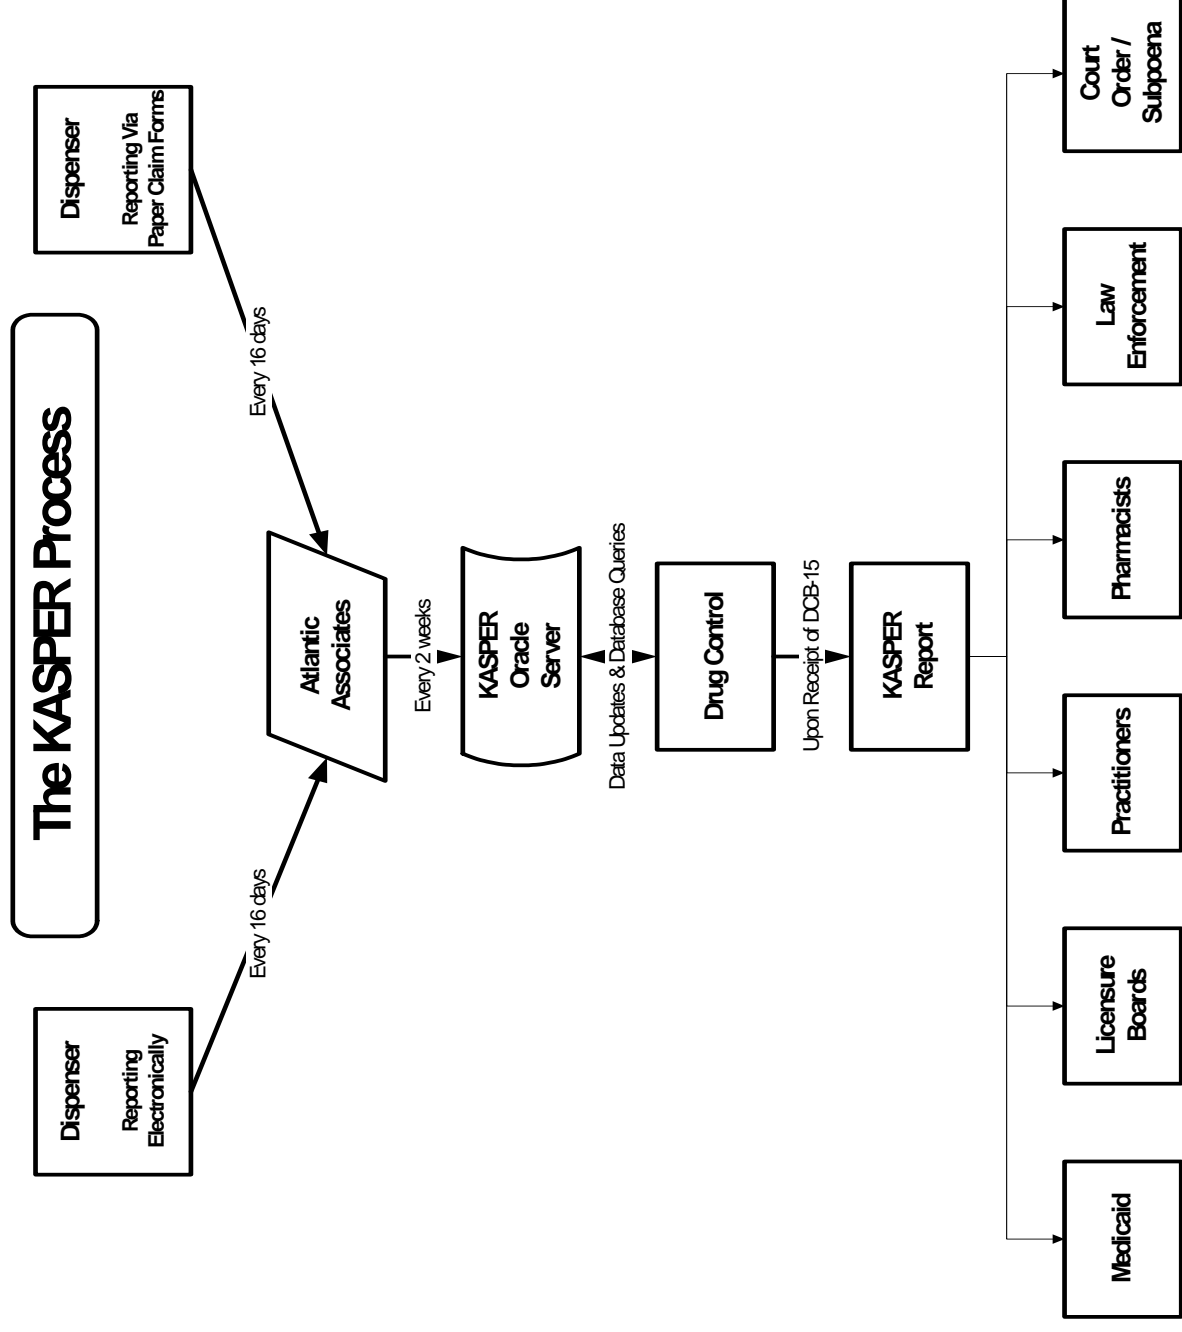 The KASPER Process
Dispenser
Reporting
Electronically
Dispenser
Reporting Via
Paper Claim Forms
Every 16 days
Every 16 days
Atlantic
Associates
Every 2 weeks
KASPER
Oracle
Server
Data Updates & Database Queries
Drug Control
Upon Receipt of DCB-15
KASPER
Report
Medicaid
Licensure
Boards
Practitioners
Pharmacists
Law
Enforcement
Court
Order /
Subpoena